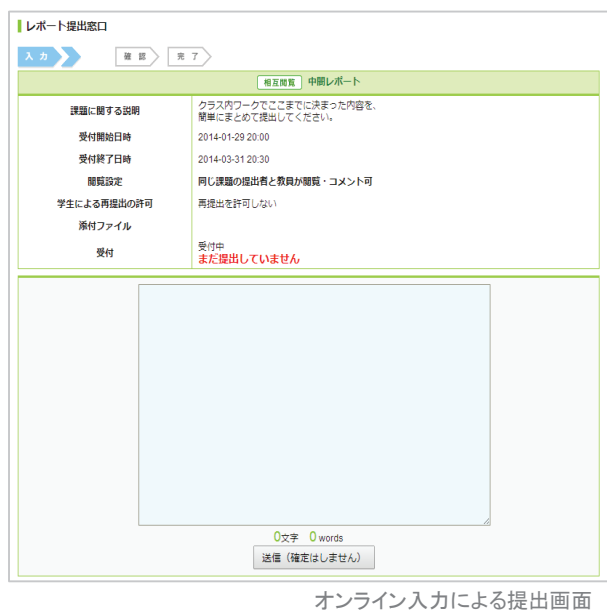 レポート提出窓口
入力 確認 完了
相互閲覧 中間レポート
課題に関する説明 クラス内ワークでここまでに決まった内容を、
簡単にまとめて提出してください。
受付開始日時 2014-01-29 20:00
受付終了日時 2014-03-31 20:30
閲覧設定 同じ課題の提出者と教員が閲覧・コメント可
学生による再提出の許可 再提出を許可しない
添付ファイル
受付 受付中
まだ提出していません
0文字 0 words
送信（確定はしません）
オンライン入力による提出画面